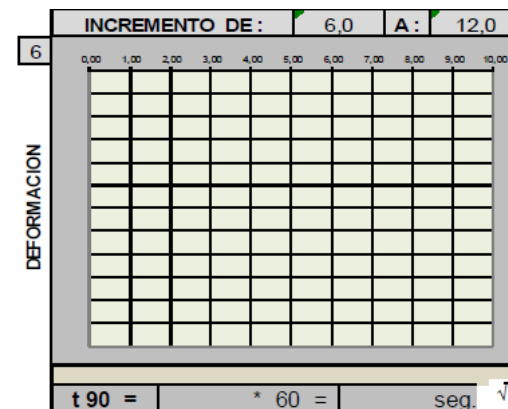 INCREMENTO DE: 6,0 A: 12,0
6
0,00 1,00 2,00 3,00 4,00 5,00 6,00 7,00 8,00 9,00 10,00
DEFORMACION
t 90 = * 60 = seg. √